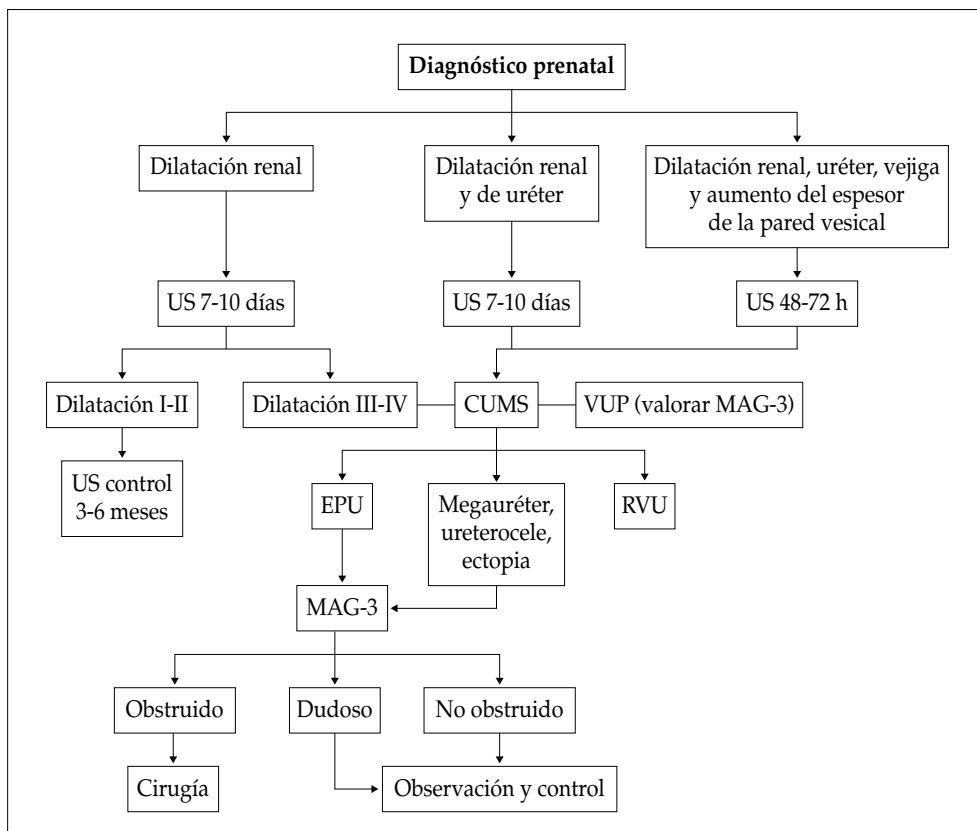 Diagnóstico prenatal
Dilatación renal
Dilatación renal
y de uréter
Dilatación renal, uréter, vejiga
y aumento del espesor
de la pared vesical
US 7-10 días
US 7-10 días
US 48-72 h
Dilatación I-II
Dilatación III-IV
CUMS
VUP (valorar MAG-3)
US control
3-6 meses
EPU
Megauréter,
ureterocele,
ectopia
RVU
MAG-3
Obstruido
Dudoso
No obstruido
Cirugía
Observación y control